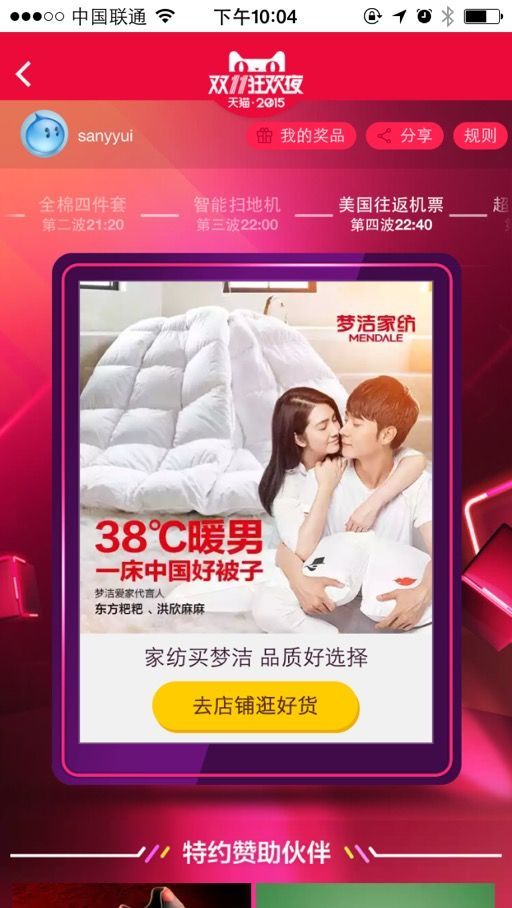 中国联通 下午10:04
双11狂欢夜
天猫·2015
sanyyui 我的奖品 分享 规则
全棉四件套 智能扫地机 美国往返机票 超
第二波21:20 第三波22:00 第四波22:40
梦洁家纺
MENDALE
38℃暖男
一床中国好被子
梦洁爱家代言人
东方耙耙、洪欣麻麻
家纺买梦洁 品质好选择
去店铺逛好货
特约赞助伙伴